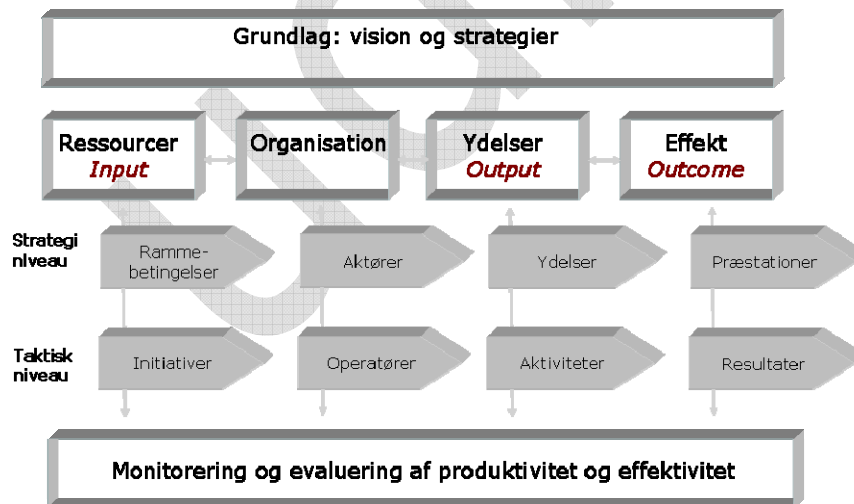 Grundlag: vision og strategier
Ressourcer
Input
Organisation
Ydelser
Output
Effekt
Outcome
Strategi
niveau
Ramme-
betingelser
Aktører
Ydelser
Præstationer
Taktisk
niveau
Initiativer
Operatører
Aktiviteter
Resultater
Monitorering og evaluering af produktivitet og effektivitet